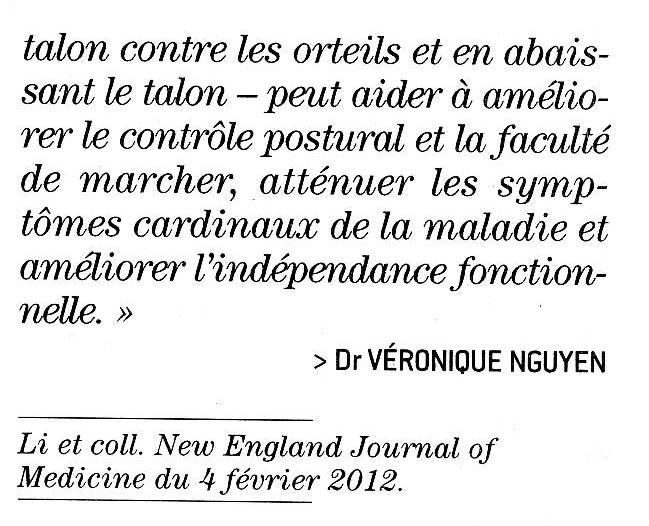 talon contre les orteils et en abais-
sant le talon – peut aider à amélio-
rer le contrôle postural et la faculté
de marcher, atténuer les symp-
tômes cardinaux de la maladie et
améliorer l'indépendance fonction-
nelle. »
> Dr VÉRONIQUE NGUYEN
Li et coll. New England Journal of
Medicine du 4 février 2012.